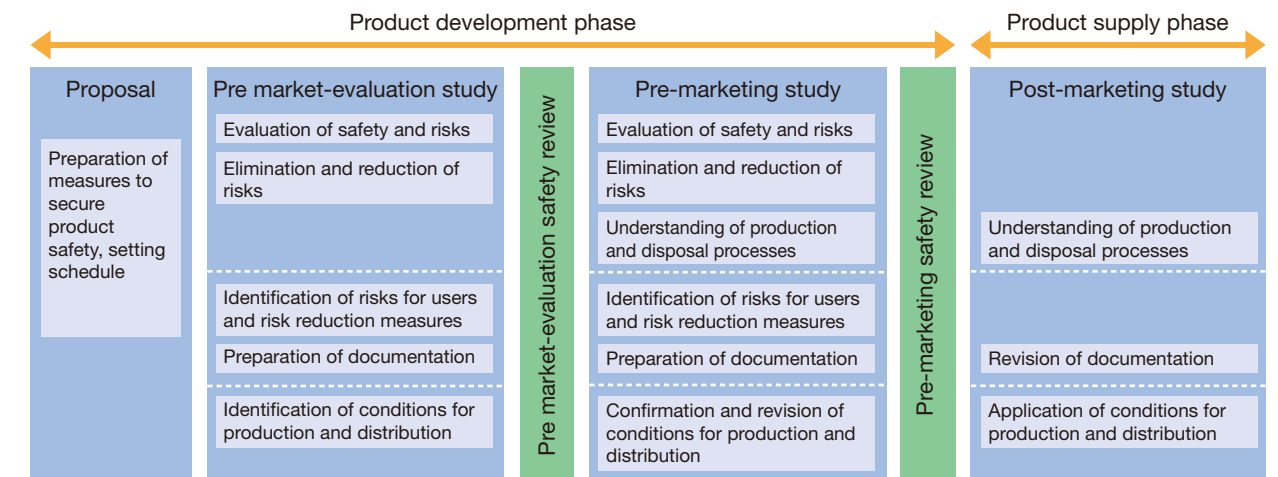 Product development phase
Product supply phase
Proposal
Preparation of
measures to
secure
product
safety, setting
schedule
Pre market-evaluation study
Evaluation of safety and risks
Elimination and reduction of
risks
Identification of risks for users
and risk reduction measures
Preparation of documentation
Identification of conditions for
production and distribution
Pre market-evaluation safety review
Pre-marketing study
Evaluation of safety and risks
Elimination and reduction of
risks
Understanding of production
and disposal processes
Identification of risks for users
and risk reduction measures
Preparation of documentation
Confirmation and revision of
conditions for production and
distribution
Pre-marketing safety review
Post-marketing study
Understanding of production
and disposal processes
Revision of documentation
Application of conditions for
production and distribution